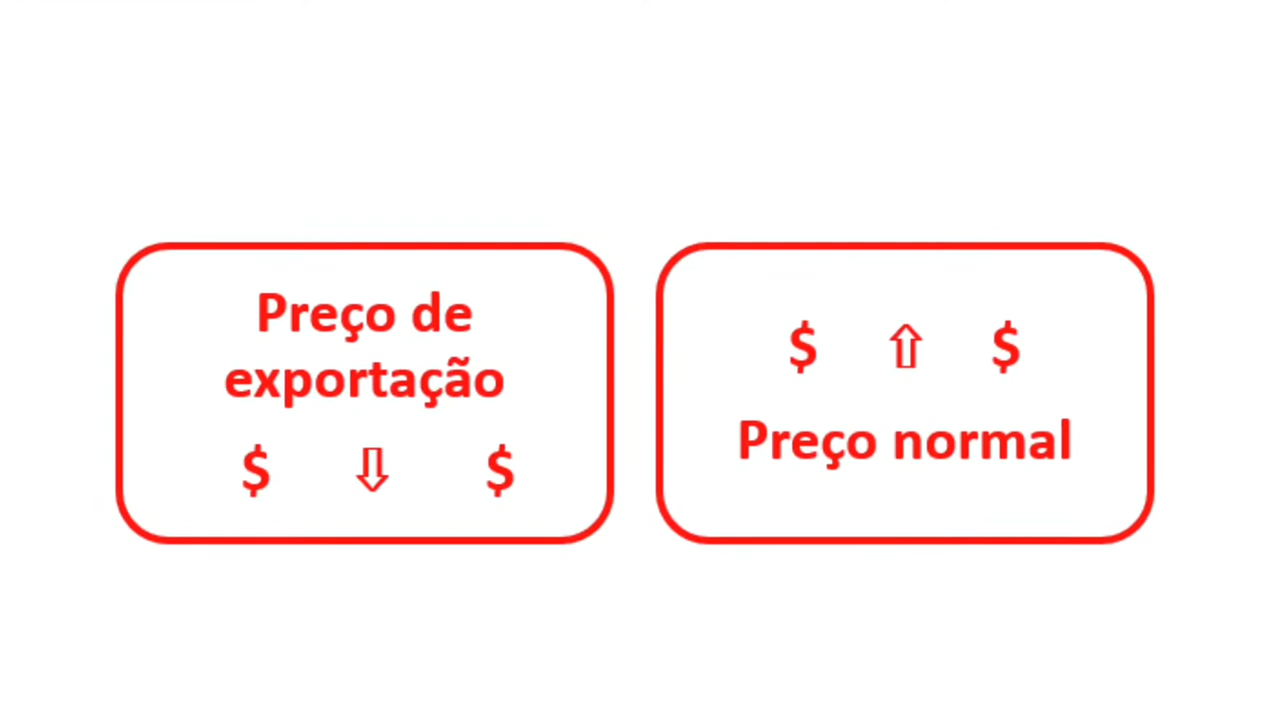 Preço de
exportação
$ ⇩ $
$ ⇧ $
Preço normal